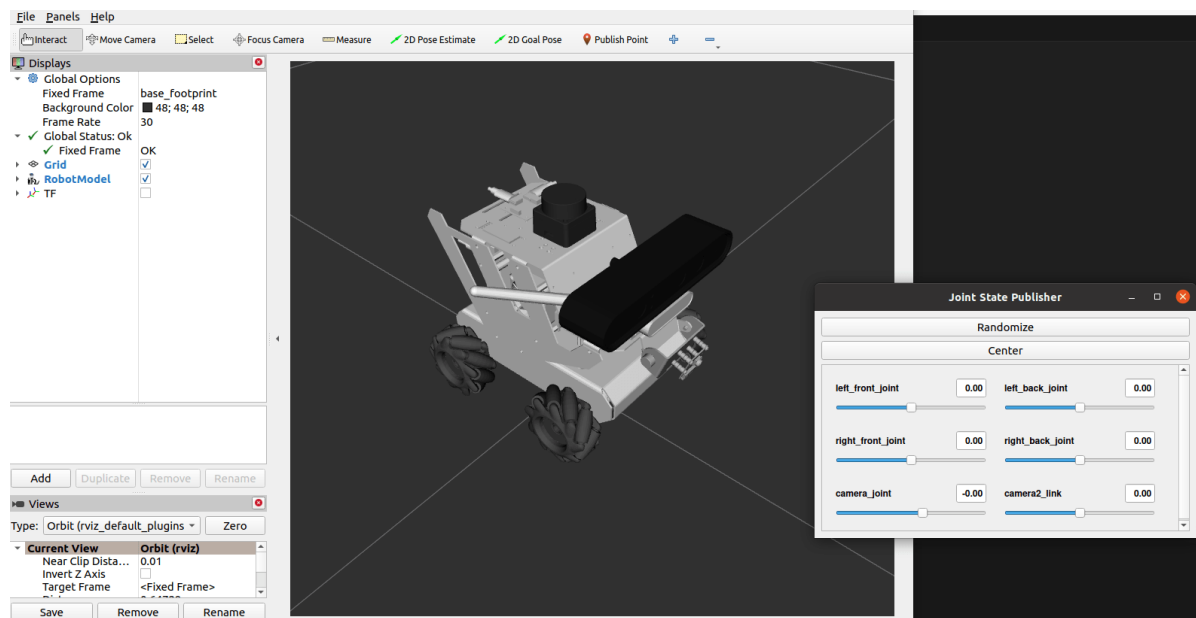 File Panels Help
Interact Move Camera Select Focus Camera Measure 2D Pose Estimate 2D Goal Pose Publish Point
Displays
Global Options
Fixed Frame base_footprint
Background Color 48; 48; 48
Frame Rate 30
Global Status: Ok
Fixed Frame OK
Grid
RobotModel
TF
Add Duplicate Remove Rename
Views
Type: Orbit (rviz_default_plugins Zero
Current View Orbit (rviz)
Near Clip Dista... 0.01
Invert Z Axis
Target Frame <Fixed Frame>
Save Remove Rename
Joint State Publisher
Randomize
Center
left_front_joint 0.00 left_back_joint 0.00
right_front_joint 0.00 right_back_joint 0.00
camera_joint -0.00 camera2_link 0.00